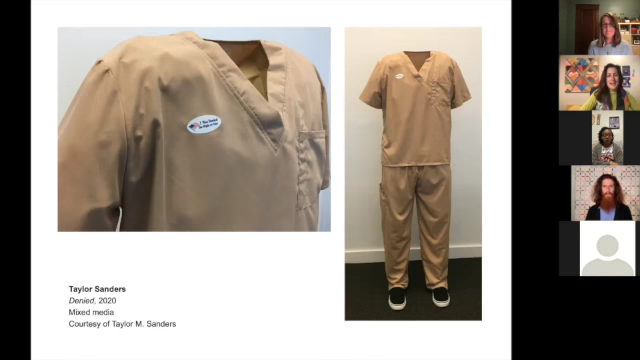 Taylor Sanders
Denied, 2020
Mixed media
Courtesy of Taylor M. Sanders